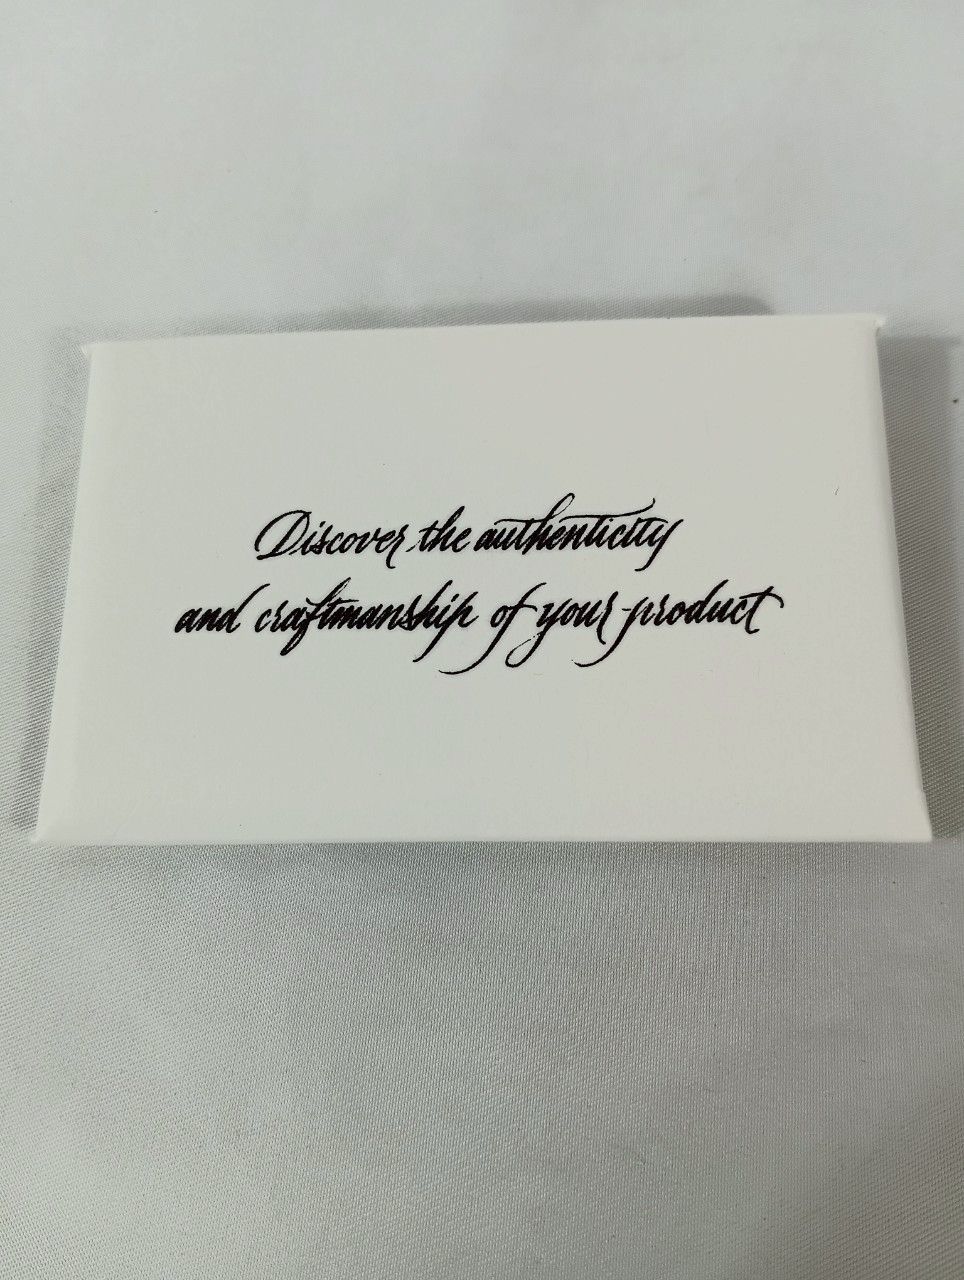 Discover the authenticity
and craftmanship of your product